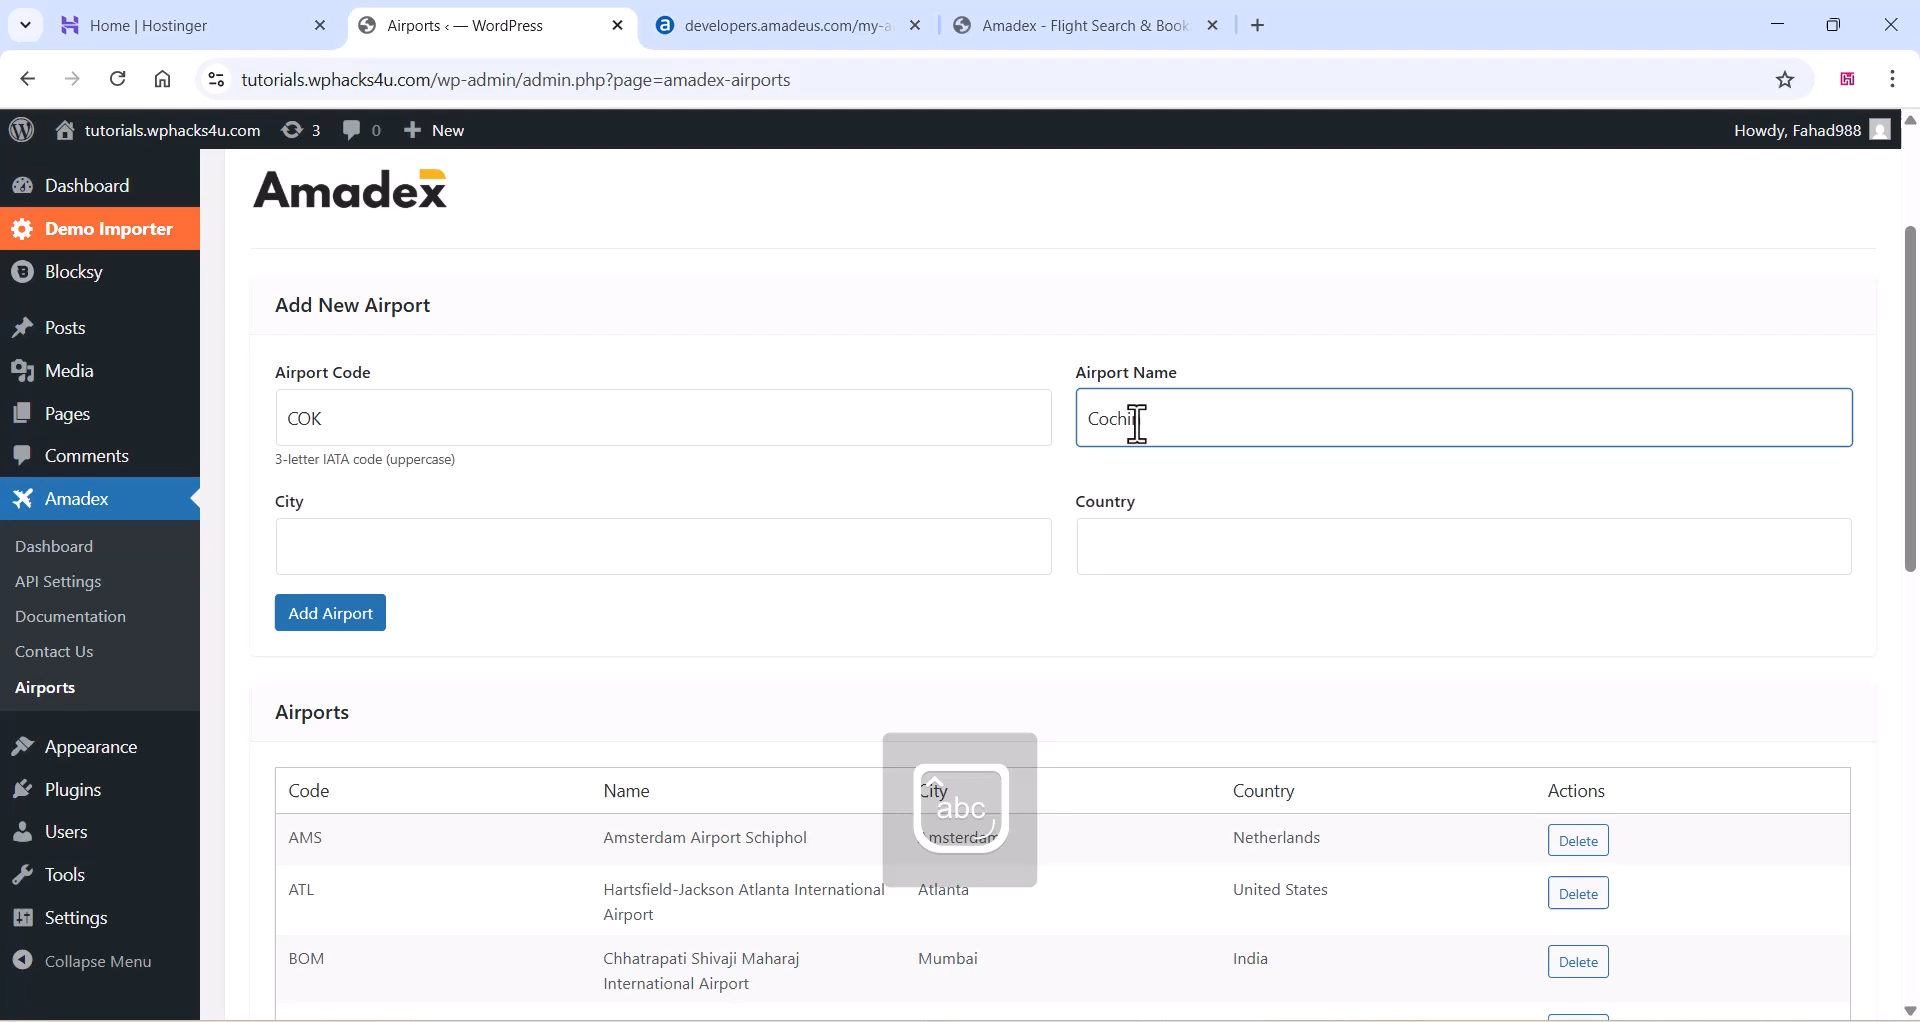 Home | Hostinger
Airports ‹ — WordPress
developers.amadeus.com/my-a
Amadex - Flight Search & Book
tutorials.wphacks4u.com/wp-admin/admin.php?page=amadex-airports
tutorials.wphacks4u.com 3 0 New
Howdy, Fahad988
Dashboard
Demo Importer
Blocksy
Posts
Media
Pages
Comments
Amadex
Dashboard
API Settings
Documentation
Contact Us
Airports
Appearance
Plugins
Users
Tools
Settings
Collapse Menu
Amadex
Add New Airport
Airport Code
Airport Name
COK
Cochin
3-letter IATA code (uppercase)
City
Country
Add Airport
Airports
Code Name City Country Actions
abc
AMS Amsterdam Airport Schiphol Amsterdam Netherlands Delete
ATL Hartsfield-Jackson Atlanta International Atlanta United States Delete
Airport
BOM Chhatrapati Shivaji Maharaj Mumbai India Delete
International Airport